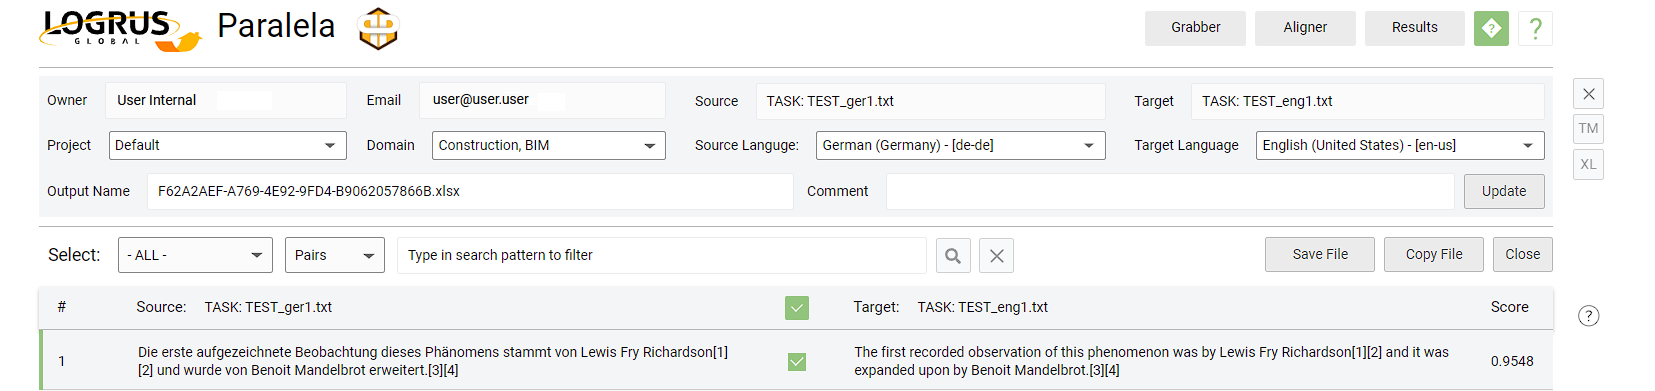 LOGRUS
GLOBAL
Paralela
Grabber
Aligner
Results
?
?
Owner
User Internal
Email
user@user.user
Source
TASK: TEST_ger1.txt
Target
TASK: TEST_eng1.txt
Project
Default
Domain
Construction, BIM
Source Languge:
German (Germany) - [de-de]
Target Language
English (United States) - [en-us]
TM
XL
Output Name
F62A2AEF-A769-4E92-9FD4-B9062057866B.xlsx
Comment
Update
Select:
- ALL -
Pairs
Type in search pattern to filter
Save File
Copy File
Close
#
Source: TASK: TEST_ger1.txt
Target: TASK: TEST_eng1.txt
Score
?
1
Die erste aufgezeichnete Beobachtung dieses Phänomens stammt von Lewis Fry Richardson[1]
[2] und wurde von Benoit Mandelbrot erweitert.[3][4]
The first recorded observation of this phenomenon was by Lewis Fry Richardson[1][2] and it was
expanded upon by Benoit Mandelbrot.[3][4]
0.9548